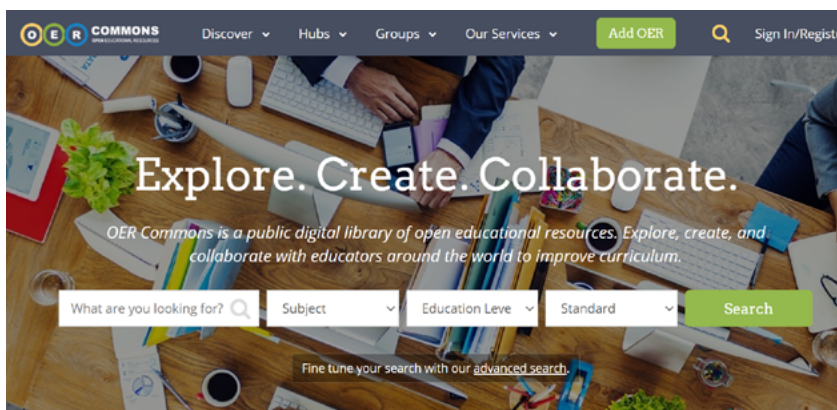 OER COMMONS
OPEN EDUCATIONAL RESOURCES
Discover Hubs Groups Our Services Add OER Sign In/Registe
Explore. Create. Collaborate.
OER Commons is a public digital library of open educational resources. Explore, create, and
collaborate with educators around the world to improve curriculum.
What are you looking for? Subject Education Leve Standard Search
Fine tune your search with our advanced search.